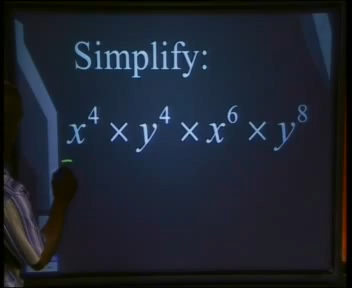 Simplify:
x⁴ × y⁴ × x⁶ × y⁸